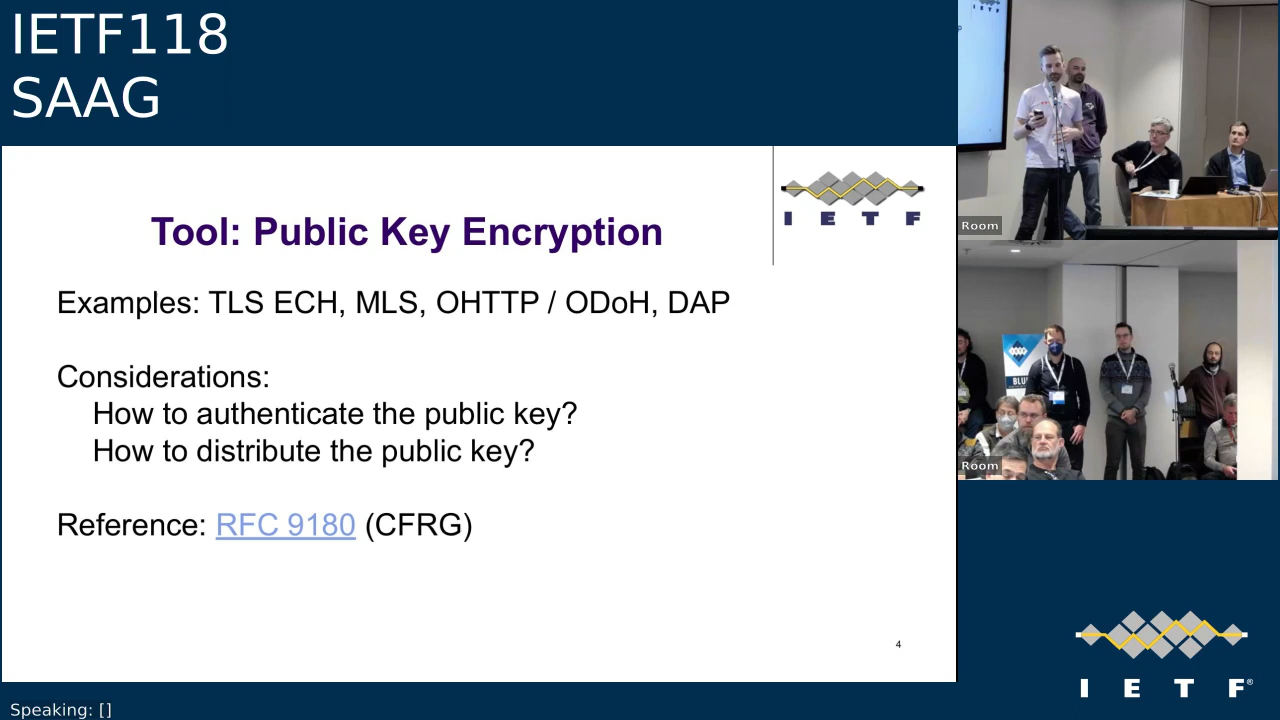 IETF118
SAAG
Tool: Public Key Encryption
I E T F
Examples: TLS ECH, MLS, OHTTP / ODoH, DAP
Considerations:
How to authenticate the public key?
How to distribute the public key?
Reference: RFC 9180 (CFRG)
4
Room
BLU
Room
I E T F®
Speaking: []